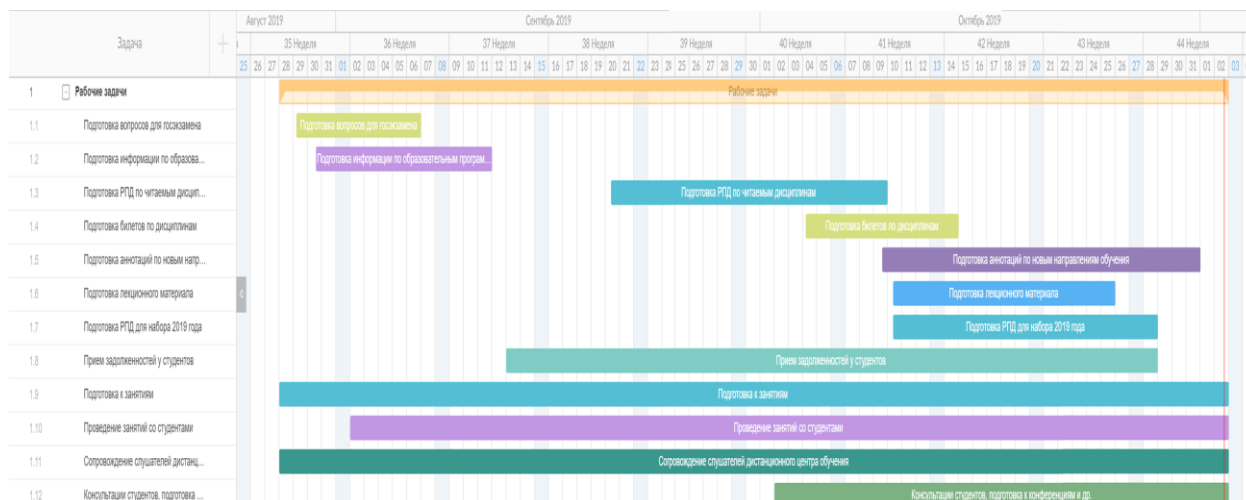 Август 2019 Сентябрь 2019 Октябрь 2019
Задача 35 Неделя 36 Неделя 37 Неделя 38 Неделя 39 Неделя 40 Неделя 41 Неделя 42 Неделя 43 Неделя 44 Неделя
25 26 27 28 29 30 31 01 02 03 04 05 06 07 08 09 10 11 12 13 14 15 16 17 18 19 20 21 22 23 24 25 26 27 28 29 30 01 02 03 04 05 06 07 08 09 10 11 12 13 14 15 16 17 18 19 20 21 22 23 24 25 26 27 28 29 30 31 01 02 03
1 Рабочие задачи Рабочие задачи
1.1 Подготовка вопросов для госэкзамена Подготовка вопросов для госэкзамена
1.2 Подготовка информации по образова... Подготовка информации по образовательным програм...
1.3 Подготовка РПД по читаемым дисцип... Подготовка РПД по читаемым дисциплинам
1.4 Подготовка билетов по дисциплинам Подготовка билетов по дисциплинам
1.5 Подготовка аннотаций по новым напр... Подготовка аннотаций по новым направлениям обучения
1.6 Подготовка лекционного материала Подготовка лекционного материала
1.7 Подготовка РПД для набора 2019 года Подготовка РПД для набора 2019 года
1.8 Прием задолженностей у студентов Прием задолженностей у студентов
1.9 Подготовка к занятиям Подготовка к занятиям
1.10 Проведение занятий со студентами Проведение занятий со студентами
1.11 Сопровождение слушателей дистанц... Сопровождение слушателей дистанционного центра обучения
1.12 Консультации студентов, подготовка ... Консультации студентов, подготовка к конференциям и др.